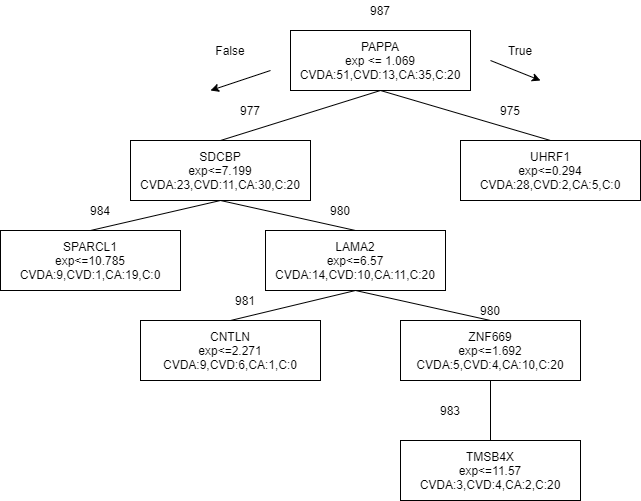 987
PAPPA
exp <= 1.069
CVDA:51,CVD:13,CA:35,C:20
False
True
977
975
SDCBP
exp<=7.199
CVDA:23,CVD:11,CA:30,C:20
UHRF1
exp<=0.294
CVDA:28,CVD:2,CA:5,C:0
984
980
SPARCL1
exp<=10.785
CVDA:9,CVD:1,CA:19,C:0
LAMA2
exp<=6.57
CVDA:14,CVD:10,CA:11,C:20
981
980
CNTLN
exp<=2.271
CVDA:9,CVD:6,CA:1,C:0
ZNF669
exp<=1.692
CVDA:5,CVD:4,CA:10,C:20
983
TMSB4X
exp<=11.57
CVDA:3,CVD:4,CA:2,C:20